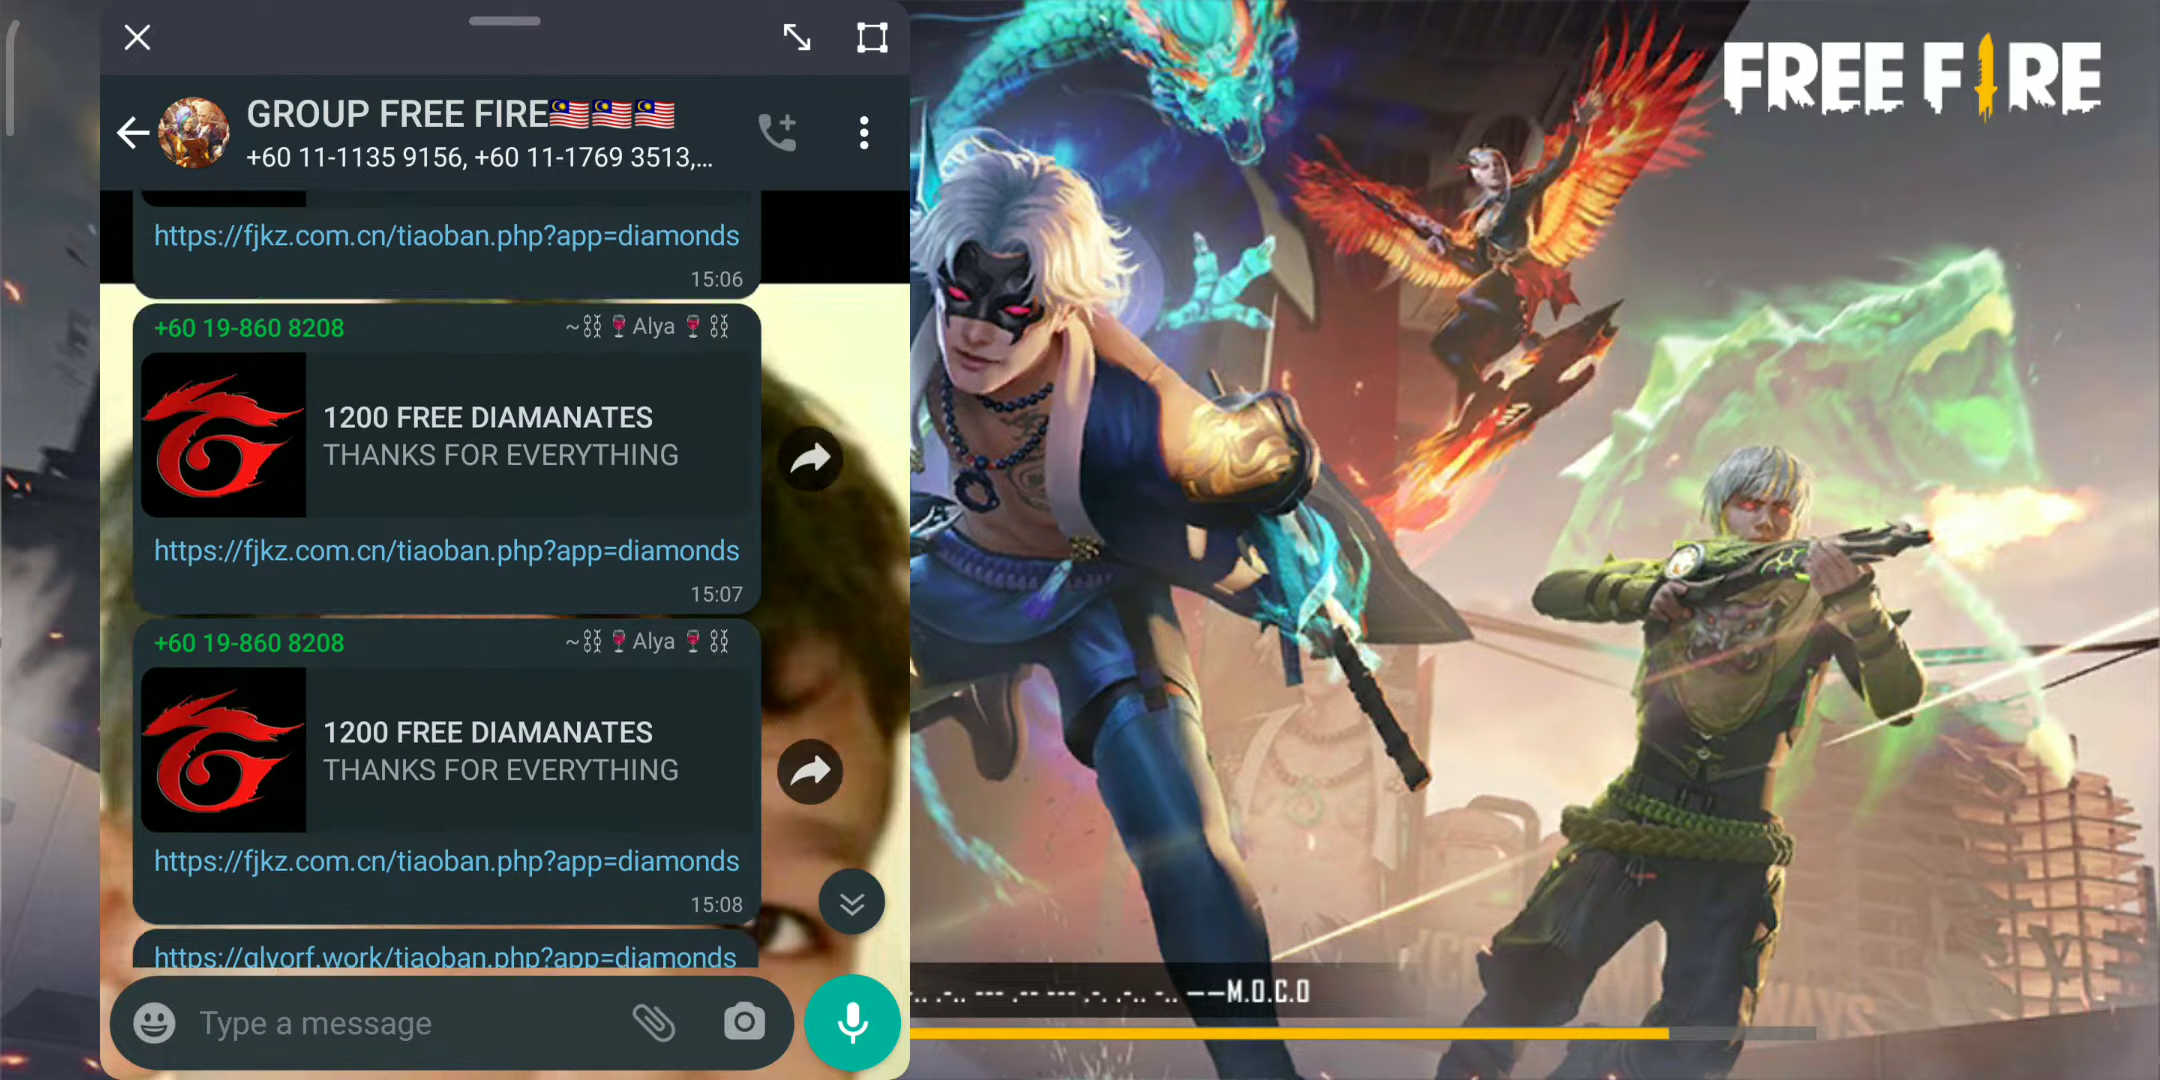 GROUP FREE FIRE🇲🇾🇲🇾🇲🇾
+60 11-1135 9156, +60 11-1769 3513,...
https://fjkz.com.cn/tiaoban.php?app=diamonds
15:06
+60 19-860 8208 ~⛓🍷Alya🍷⛓
1200 FREE DIAMANATES
THANKS FOR EVERYTHING
https://fjkz.com.cn/tiaoban.php?app=diamonds
15:07
+60 19-860 8208 ~⛓🍷Alya🍷⛓
1200 FREE DIAMANATES
THANKS FOR EVERYTHING
https://fjkz.com.cn/tiaoban.php?app=diamonds
15:08
https://glvorf.work/tiaoban.php?app=diamonds
Type a message
FREE FIRE
-.. .-.. --- .-- --- .-. .-.. -.. ——M.O.C.O